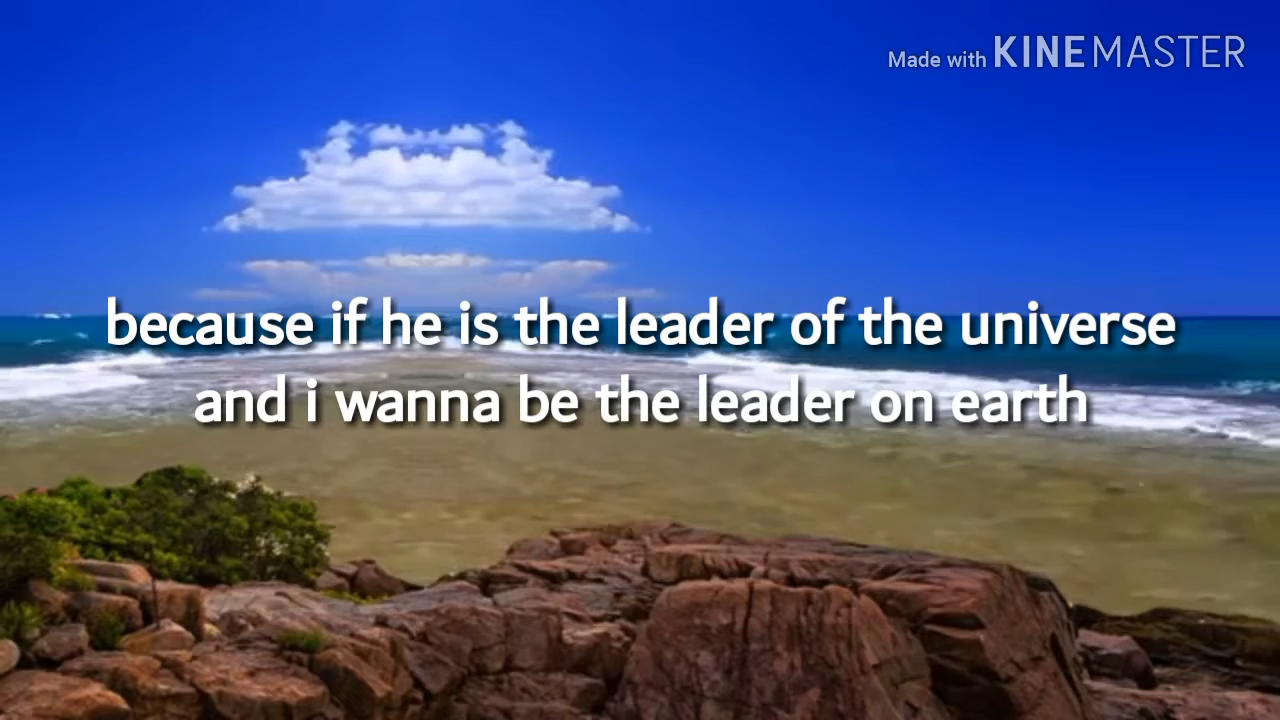 Made with KINEMASTER
because if he is the leader of the universe
and i wanna be the leader on earth